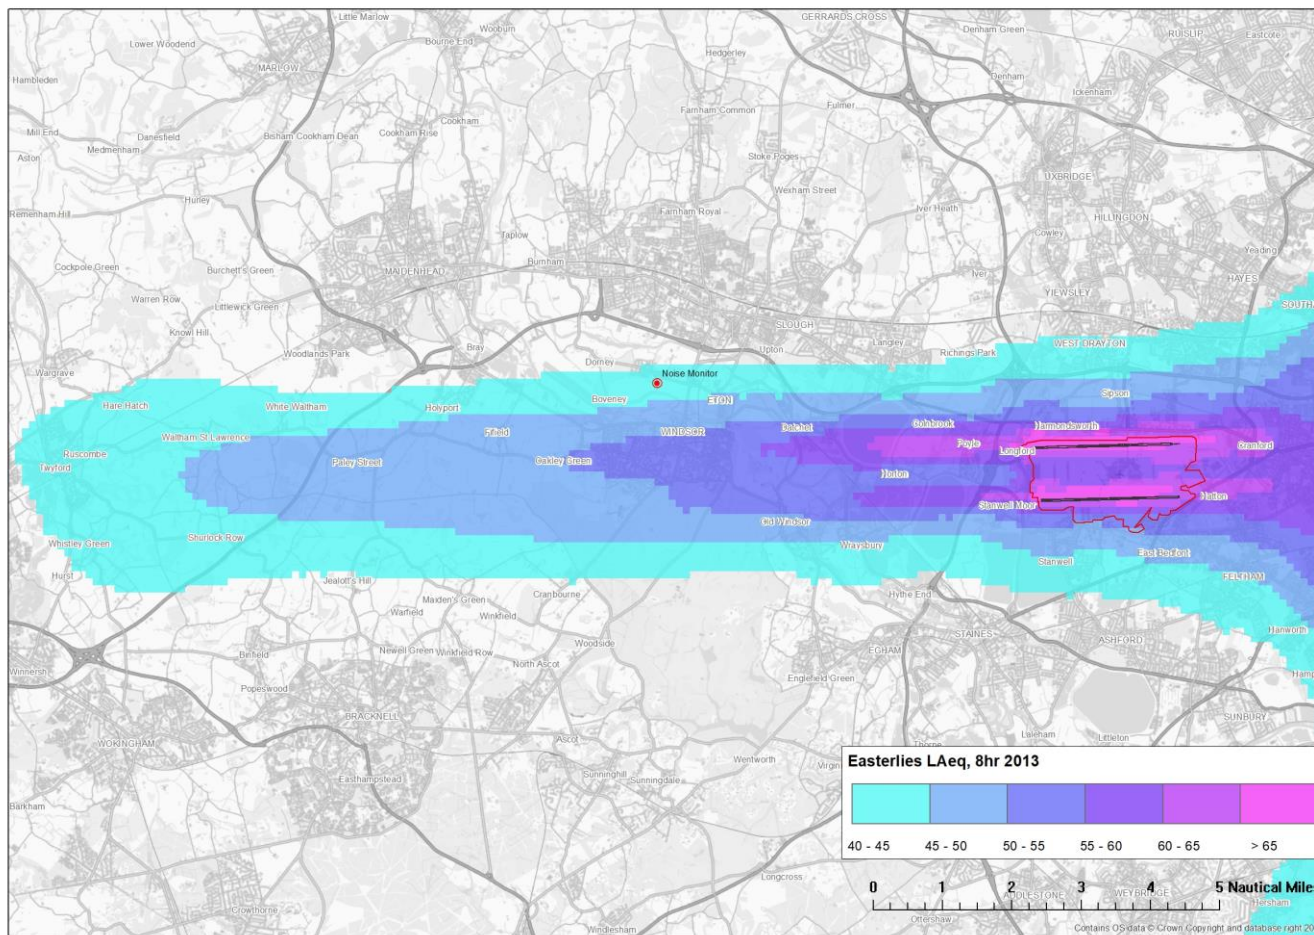 Little Marlow
Wooburn
GERRARDS CROSS
Denham Green
RUISLIP
Eastcote
Lower Woodend
Bourne End
Hedgerley
MARLOW
Denham
Hambleden
Ickenham
Cookham
Farnham Common
Fulmer
Mill End
Danesfield
Bisham
Cookham Dean
Cookham Rise
Medmenham
Aston
Stoke Poges
UXBRIDGE
Wexham Street
Hurley
Remenham Hill
Farnham Royal
Iver Heath
HILLINGDON
Taplow
Cowley
Yeading
Cockpole Green
Burchett's Green
MAIDENHEAD
Burnham
Iver
HAYES
Warren Row
Littlewick Green
YIEWSLEY
SOUTHA
Knowl Hill
SLOUGH
Woodlands Park
Bray
Upton
Langley
WEST DRAYTON
Richings Park
Wargrave
Dorney
Noise Monitor
Sipson
Hare Hatch
White Waltham
Holyport
Boveney
ETON
Datchet
Colnbrook
Harmondsworth
Waltham St Lawrence
Fifield
WINDSOR
Poyle
Cranford
Longford
Ruscombe
Twyford
Paley Street
Oakley Green
Horton
Hatton
Stanwell Moor
Old Windsor
Shurlock Row
Wraysbury
Whistley Green
East Bedfont
Stanwell
Hurst
Jealott's Hill
FELTHAM
Cranbourne
Hythe End
Maiden's Green
Warfield
Winkfield
Hanworth
STAINES
Woodside
ASHFORD
Binfield
Newell Green
Winkfield Row
EGHAM
North Ascot
Winnersh
Englefield Green
Hamp
Popeswood
BRACKNELL
SUNBURY
Laleham
Littleton
WOKINGHAM
Ascot
Thorpe
Wentworth
Virgin
Sunninghill
Sunningdale
Easthampstead
Barkham
Easterlies LAeq, 8hr 2013
40 - 45
45 - 50
50 - 55
55 - 60
60 - 65
> 65
Longcross
0 1 2 3 4 5 Nautical Mile
ADDLESTONE
WEYBRIDGE
Hersham
Crowthorne
Ottershaw
Windlesham
Contains OS data © Crown Copyright and database right 20